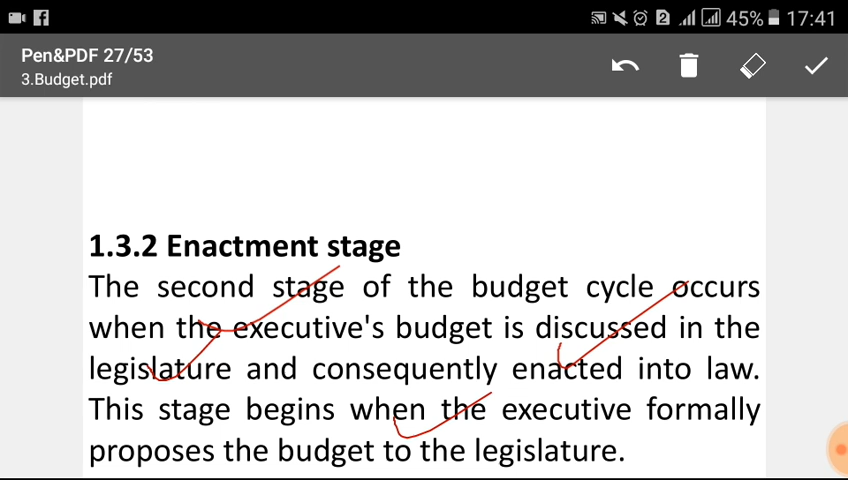 45% 17:41
Pen&PDF 27/53
3.Budget.pdf
1.3.2 Enactment stage
The second stage of the budget cycle occurs
when the executive's budget is discussed in the
legislature and consequently enacted into law.
This stage begins when the executive formally
proposes the budget to the legislature.